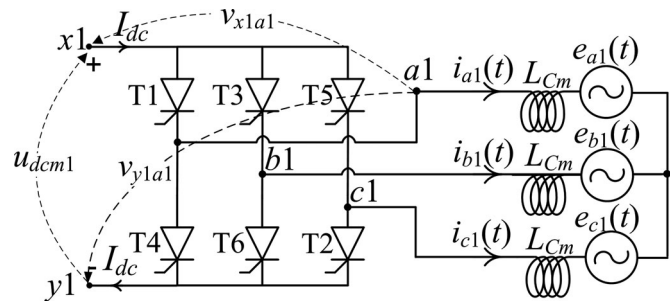 x1 I_dc v_x1a1
+
T1 T3 T5 a1 i_a1(t) L_Cm e_a1(t)
u_dcm1 v_y1a1 b1 i_b1(t) L_Cm e_b1(t)
c1
T4 T6 T2 i_c1(t) L_Cm e_c1(t)
-
y1 I_dc